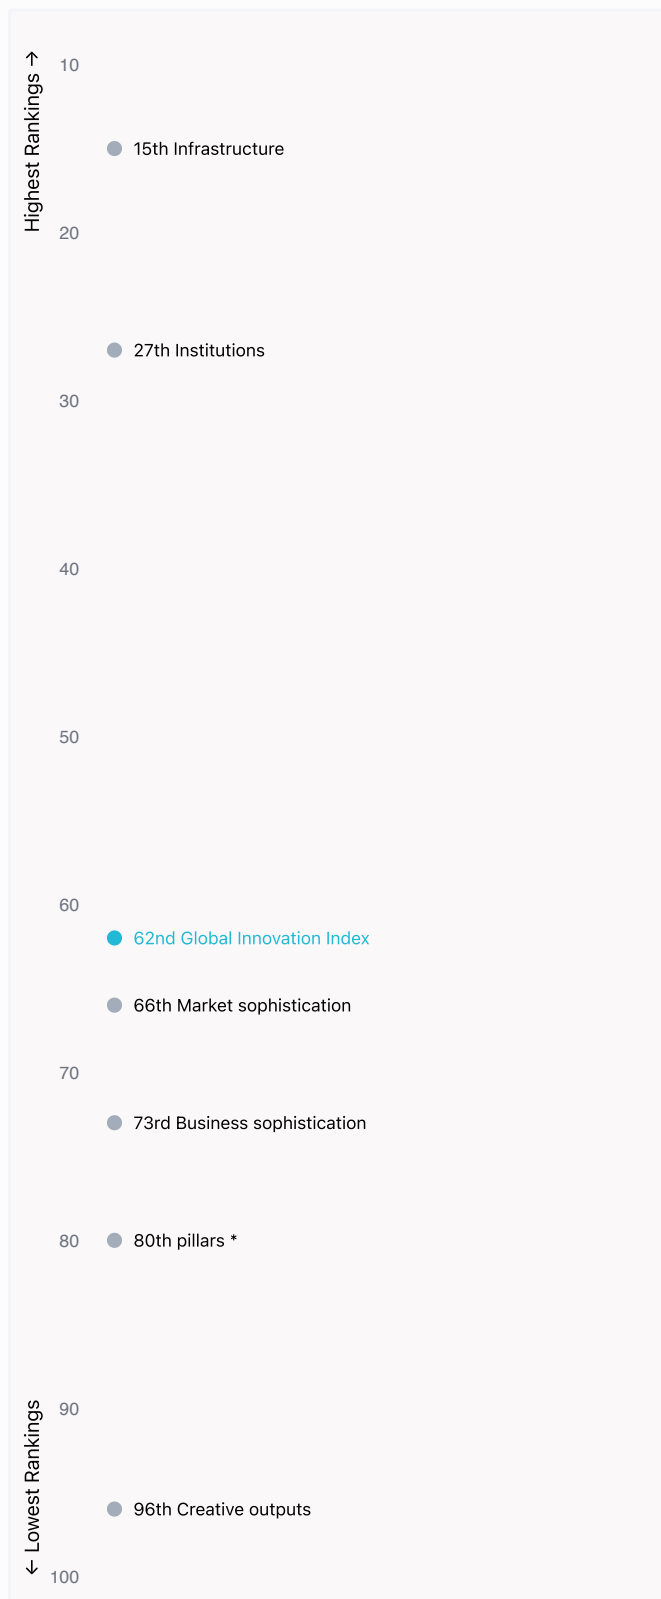 Highest Rankings →
10
15th Infrastructure
20
27th Institutions
30
40
50
60
62nd Global Innovation Index
66th Market sophistication
70
73rd Business sophistication
80
80th pillars *
90
← Lowest Rankings
96th Creative outputs
100